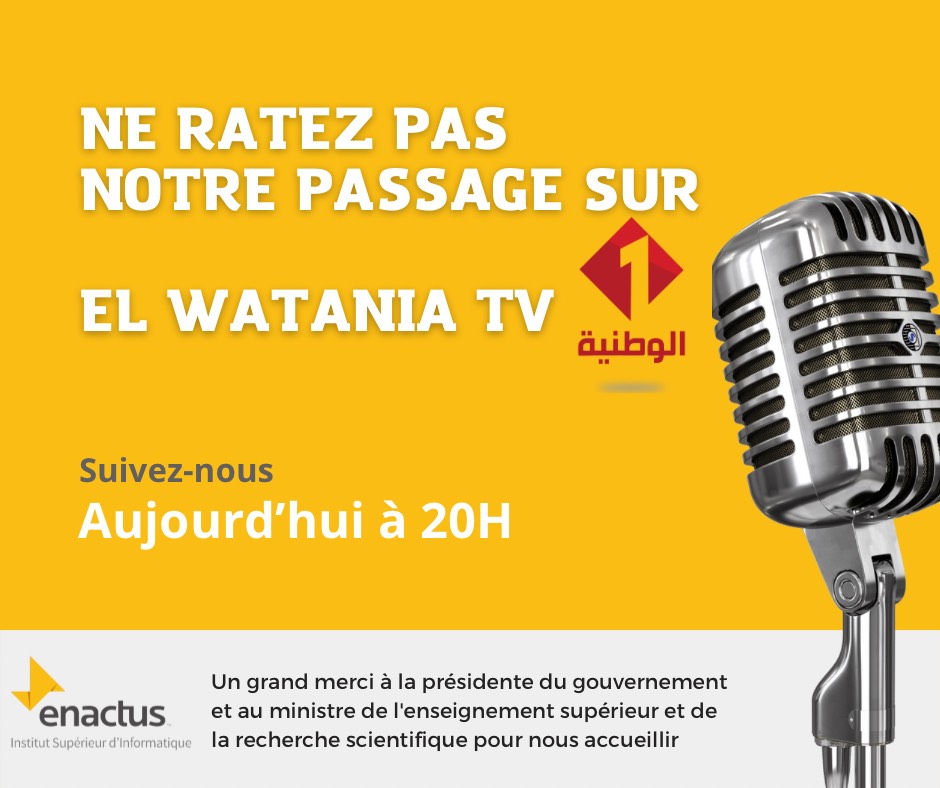 NE RATEZ PAS
NOTRE PASSAGE SUR
1
EL WATANIA TV
الوطنية
Suivez-nous
Aujourd’hui à 20H
enactus
Institut Supérieur d'Informatique
Un grand merci à la présidente du gouvernement
et au ministre de l'enseignement supérieur et de
la recherche scientifique pour nous accueillir